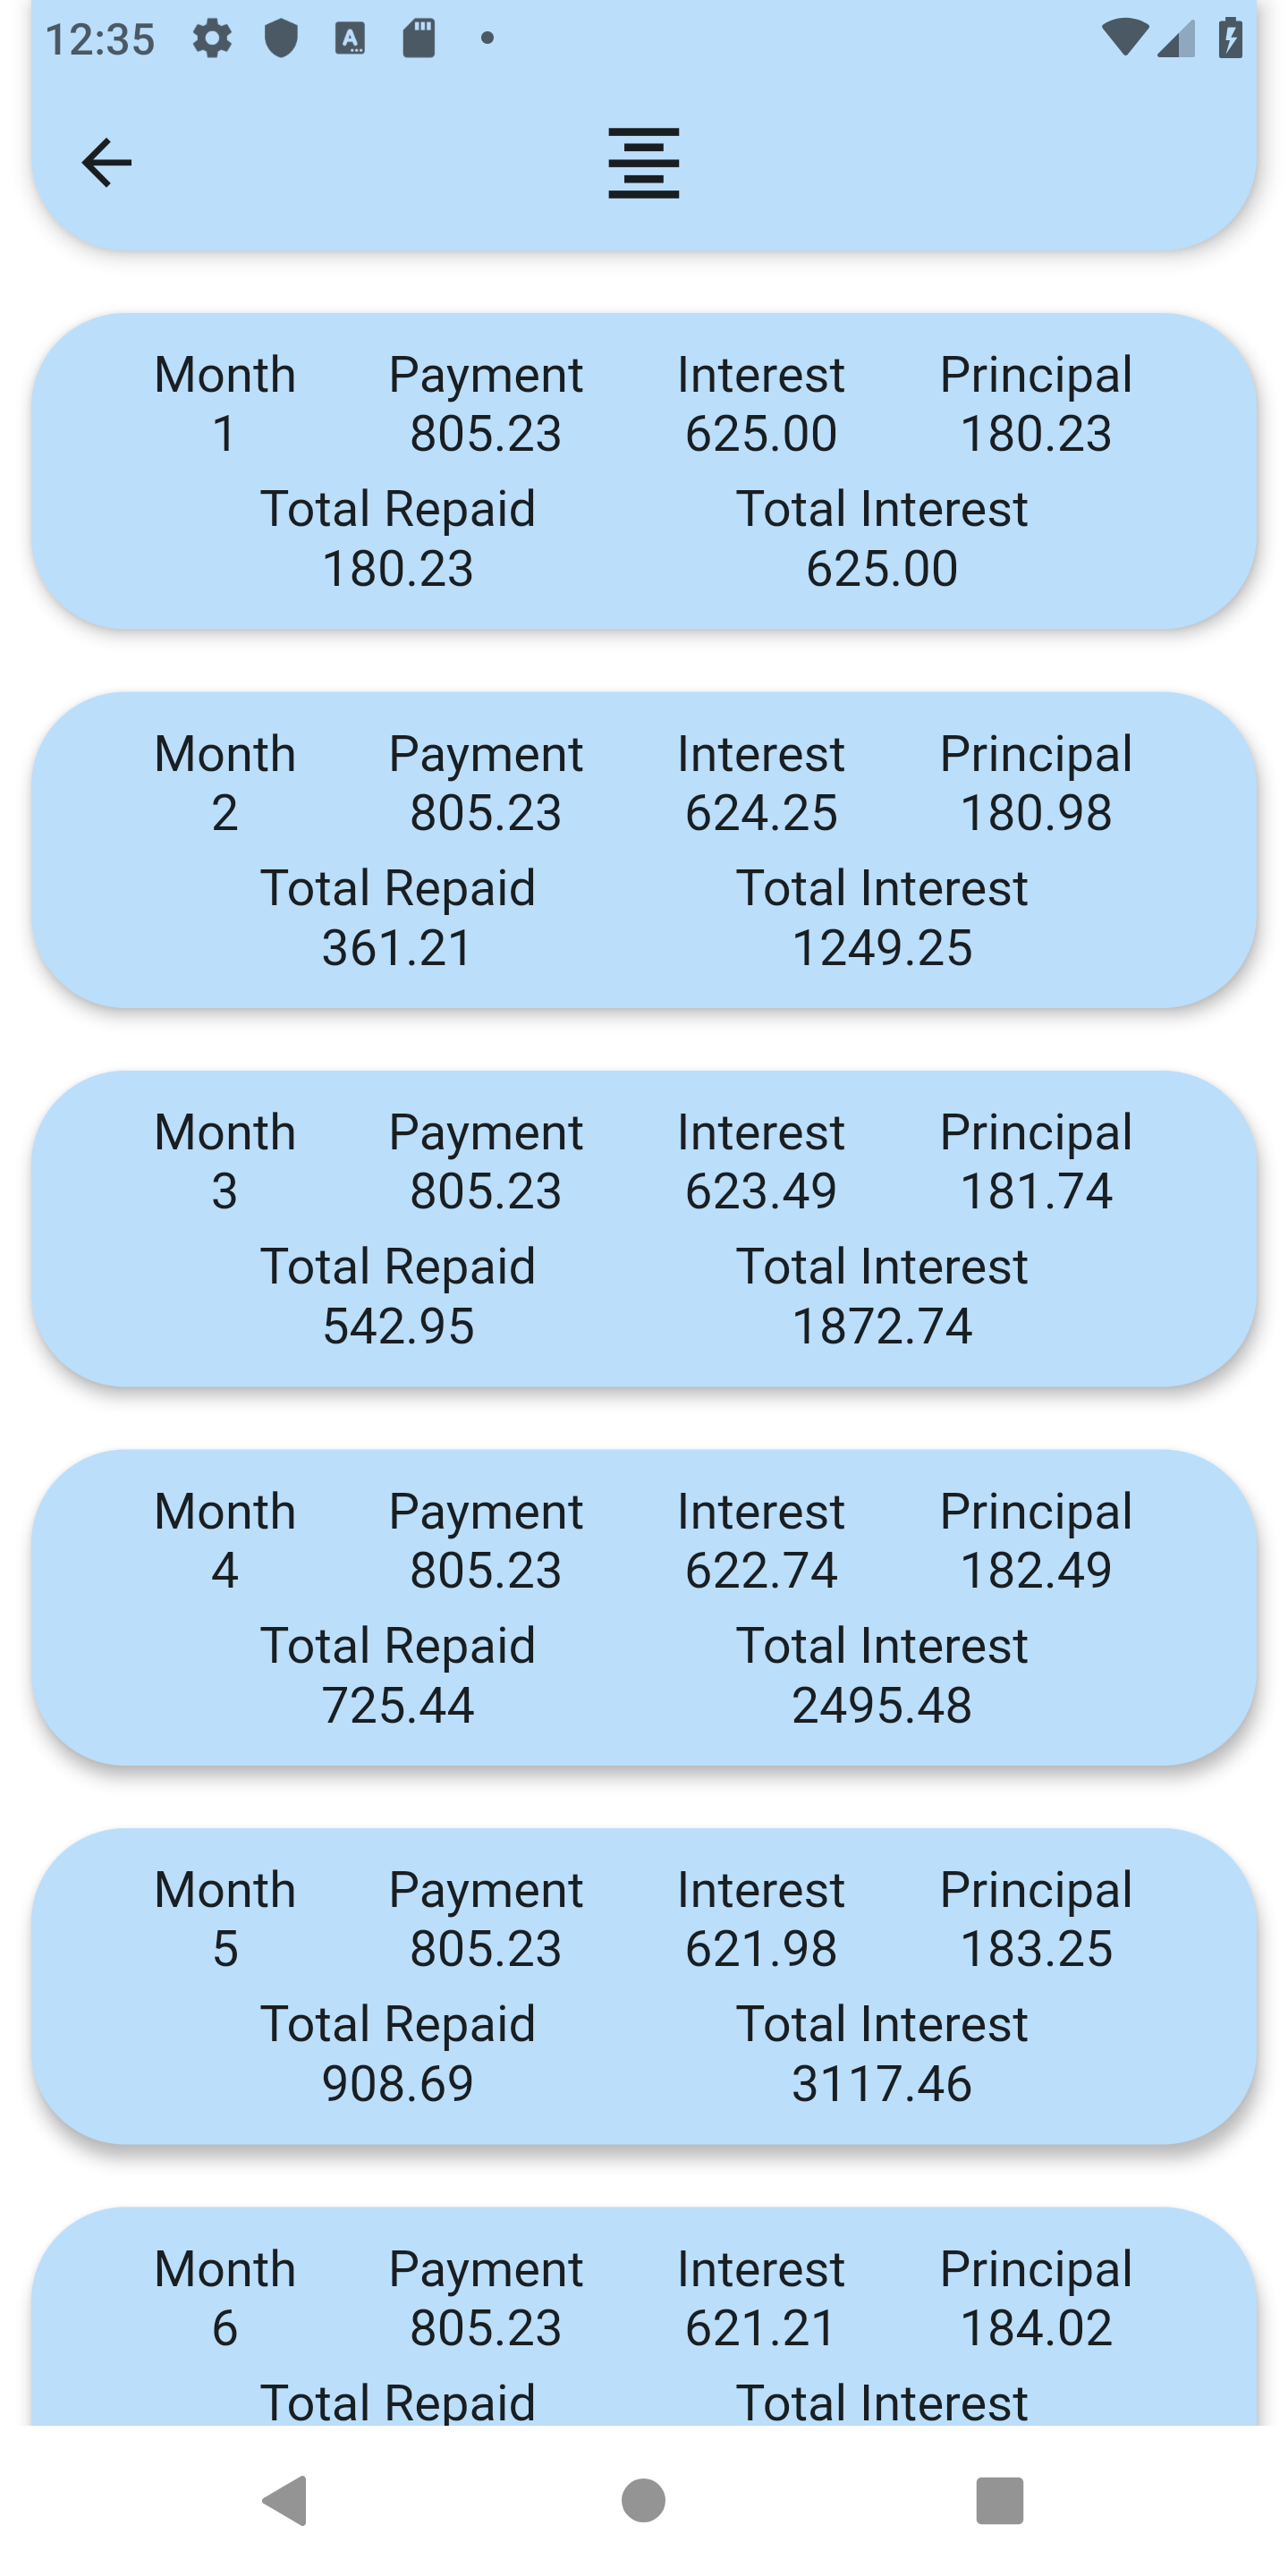 12:35
Month Payment Interest Principal
1 805.23 625.00 180.23
Total Repaid Total Interest
180.23 625.00
Month Payment Interest Principal
2 805.23 624.25 180.98
Total Repaid Total Interest
361.21 1249.25
Month Payment Interest Principal
3 805.23 623.49 181.74
Total Repaid Total Interest
542.95 1872.74
Month Payment Interest Principal
4 805.23 622.74 182.49
Total Repaid Total Interest
725.44 2495.48
Month Payment Interest Principal
5 805.23 621.98 183.25
Total Repaid Total Interest
908.69 3117.46
Month Payment Interest Principal
6 805.23 621.21 184.02
Total Repaid Total Interest